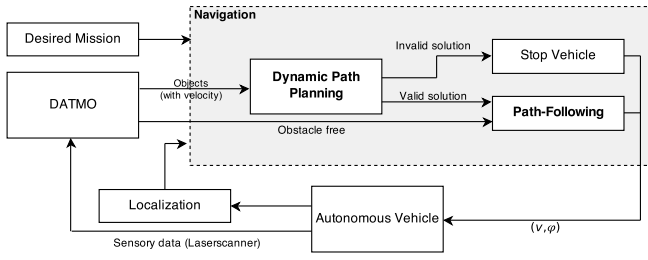 Navigation
Desired Mission
Invalid solution
Stop Vehicle
Objects
(with velocity)
Dynamic Path
Planning
DATMO
Valid solution
Path-Following
Obstacle free
Localization
Autonomous Vehicle
(v,φ)
Sensory data (Laserscanner)